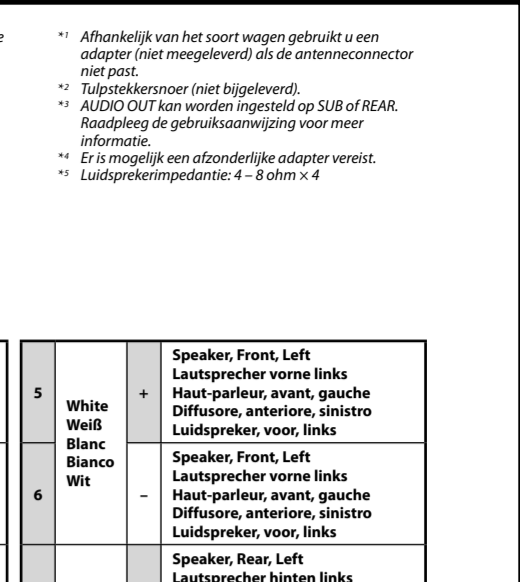 e
*1 Afhankelijk van het soort wagen gebruikt u een
adapter (niet meegeleverd) als de antenneconnector
niet past.
*2 Tulpstekkersnoer (niet bijgeleverd).
*3 AUDIO OUT kan worden ingesteld op SUB of REAR.
Raadpleeg de gebruiksaanwijzing voor meer
informatie.
*4 Er is mogelijk een afzonderlijke adapter vereist.
*5 Luidsprekerimpedantie: 4 – 8 ohm × 4
5
White
Weiß
Blanc
Bianco
Wit
+
Speaker, Front, Left
Lautsprecher vorne links
Haut-parleur, avant, gauche
Diffusore, anteriore, sinistro
Luidspreker, voor, links
6
–
Speaker, Front, Left
Lautsprecher vorne links
Haut-parleur, avant, gauche
Diffusore, anteriore, sinistro
Luidspreker, voor, links
Speaker, Rear, Left
Lautsprecher hinten links